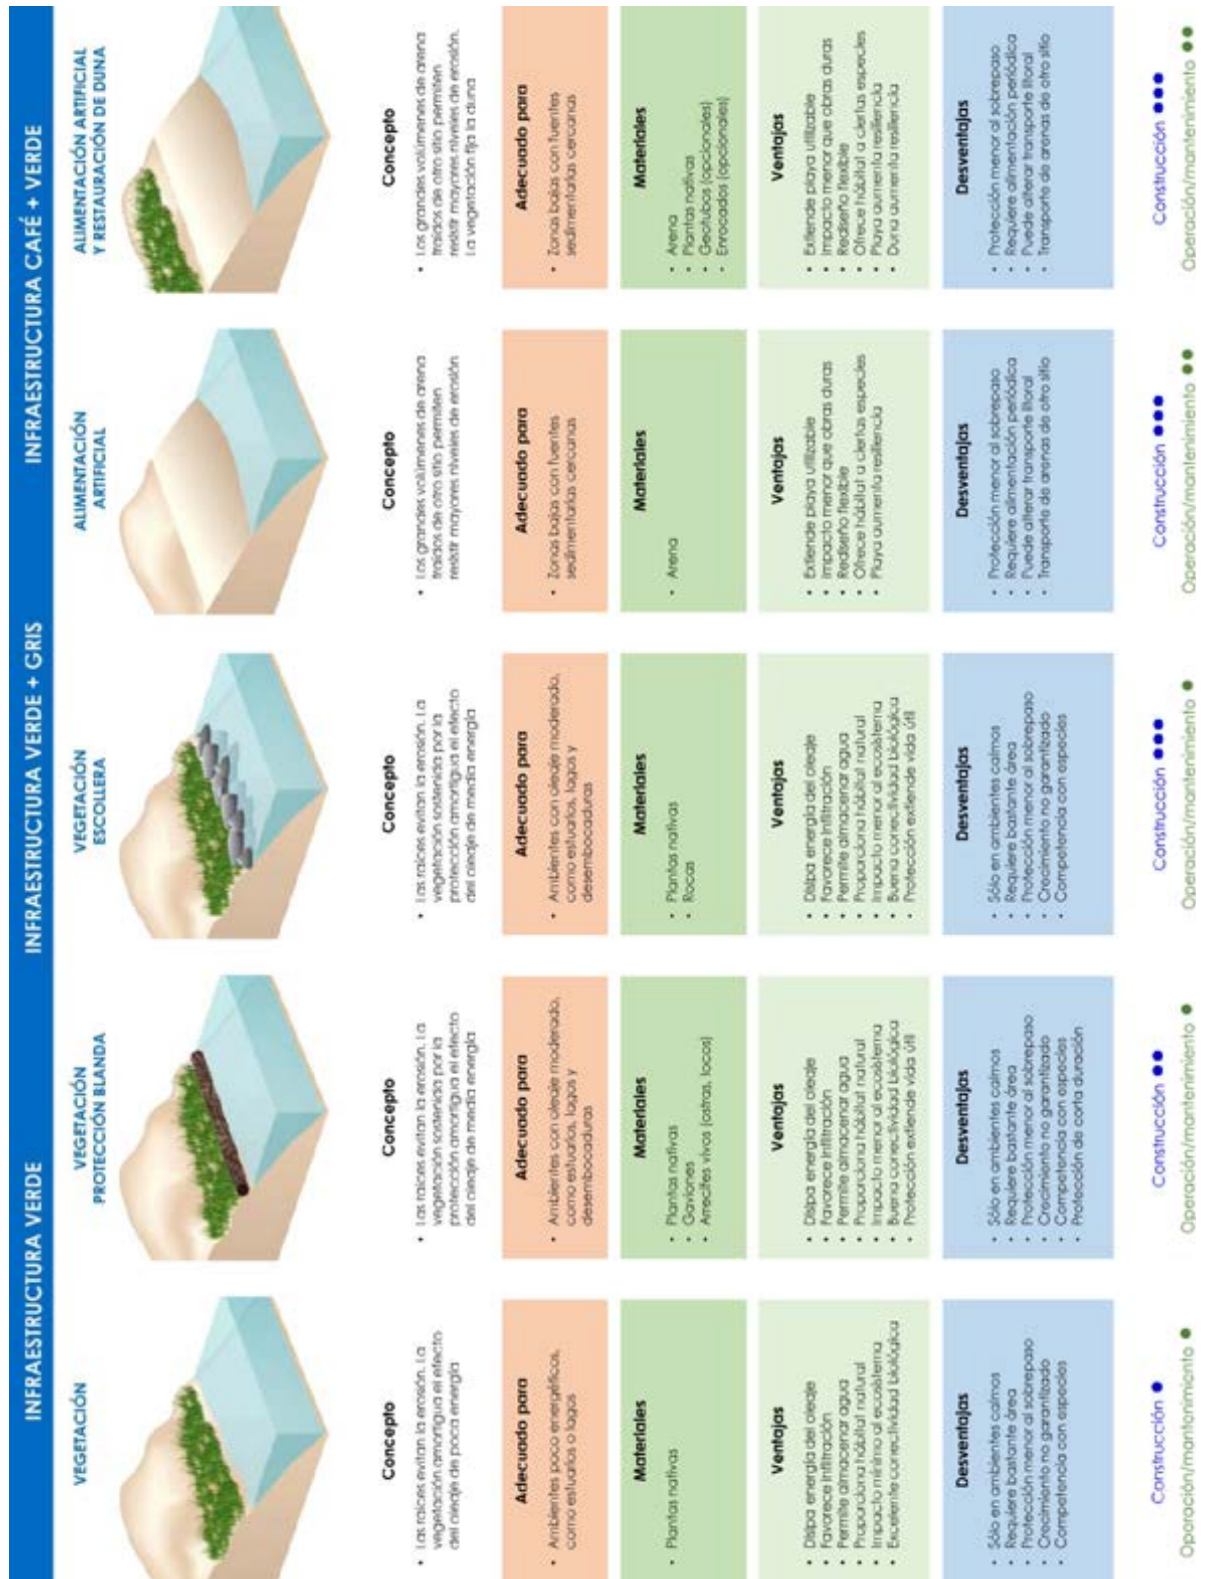 INFRAESTRUCTURA VERDE
INFRAESTRUCTURA VERDE + GRIS
INFRAESTRUCTURA CAFÉ + VERDE
VEGETACIÓN
Concepto
• Las raíces evitan la erosión. La
vegetación amortigua el efecto
del oleaje de poca energía
Adecuado para
• Ambientes poco energéticos,
como estuarios o lagos
Materiales
• Plantas nativas
Ventajas
• Disipa energía del oleaje
• Favorece infiltración
• Permite almacenar agua
• Proporciona hábitat natural
• Impacto mínimo al ecosistema
• Excelente conectividad biológica
Desventajas
• Sólo en ambientes calmos
• Requiere bastante área
• Protección menor al sobrepaso
• Crecimiento no garantizado
• Competencia con especies
Construcción ●
Operación/mantenimiento ●
VEGETACIÓN
PROTECCIÓN BLANDA
Concepto
• Las raíces evitan la erosión. La
vegetación sostenida por la
protección amortigua el efecto
del oleaje de media energía
Adecuado para
• Ambientes con oleaje moderado,
como estuarios, lagos y
desembocaduras
Materiales
• Plantas nativas
• Gaviones
• Arrecifes vivos (ostras, locos)
Ventajas
• Disipa energía del oleaje
• Favorece infiltración
• Permite almacenar agua
• Proporciona hábitat natural
• Impacto menor al ecosistema
• Buena conectividad biológica
• Protección extiende vida útil
Desventajas
• Sólo en ambientes calmos
• Requiere bastante área
• Protección menor al sobrepaso
• Crecimiento no garantizado
• Competencia con especies
• Protección de corta duración
Construcción ●●
Operación/mantenimiento ●
VEGETACIÓN
ESCOLLERA
Concepto
• Las raíces evitan la erosión. La
vegetación sostenida por la
protección amortigua el efecto
del oleaje de media energía
Adecuado para
• Ambientes con oleaje moderado,
como estuarios, lagos y
desembocaduras
Materiales
• Plantas nativas
• Rocas
Ventajas
• Disipa energía del oleaje
• Favorece infiltración
• Permite almacenar agua
• Proporciona hábitat natural
• Impacto menor al ecosistema
• Buena conectividad biológica
• Protección extiende vida útil
Desventajas
• Sólo en ambientes calmos
• Requiere bastante área
• Protección menor al sobrepaso
• Crecimiento no garantizado
• Competencia con especies
Construcción ●●●
Operación/mantenimiento ●
ALIMENTACIÓN
ARTIFICIAL
Concepto
• Los grandes volúmenes de arena
traídos de otro sitio permiten
resistir mayores niveles de erosión
Adecuado para
• Zonas bajas con fuentes
sedimentarias cercanas
Materiales
• Arena
Ventajas
• Extiende playa utilizable
• Impacto menor que obras duras
• Rediseño flexible
• Ofrece hábitat a ciertas especies
• Playa aumenta resiliencia
Desventajas
• Protección menor al sobrepaso
• Requiere alimentación periódica
• Puede alterar transporte litoral
• Transporte de arenas de otro sitio
Construcción ●●●
Operación/mantenimiento ●●
ALIMENTACIÓN ARTIFICIAL
Y RESTAURACIÓN DE DUNA
Concepto
• Los grandes volúmenes de arena
traídos de otro sitio permiten
resistir mayores niveles de erosión.
La vegetación fija la duna
Adecuado para
• Zonas bajas con fuentes
sedimentarias cercanas
Materiales
• Arena
• Plantas nativas
• Geotubos (opcionales)
• Enrocados (opcionales)
Ventajas
• Extiende playa utilizable
• Impacto menor que obras duras
• Rediseño flexible
• Ofrece hábitat a ciertas especies
• Playa aumenta resiliencia
• Duna aumenta resiliencia
Desventajas
• Protección menor al sobrepaso
• Requiere alimentación periódica
• Puede alterar transporte litoral
• Transporte de arenas de otro sitio
Construcción ●●●
Operación/mantenimiento ●●